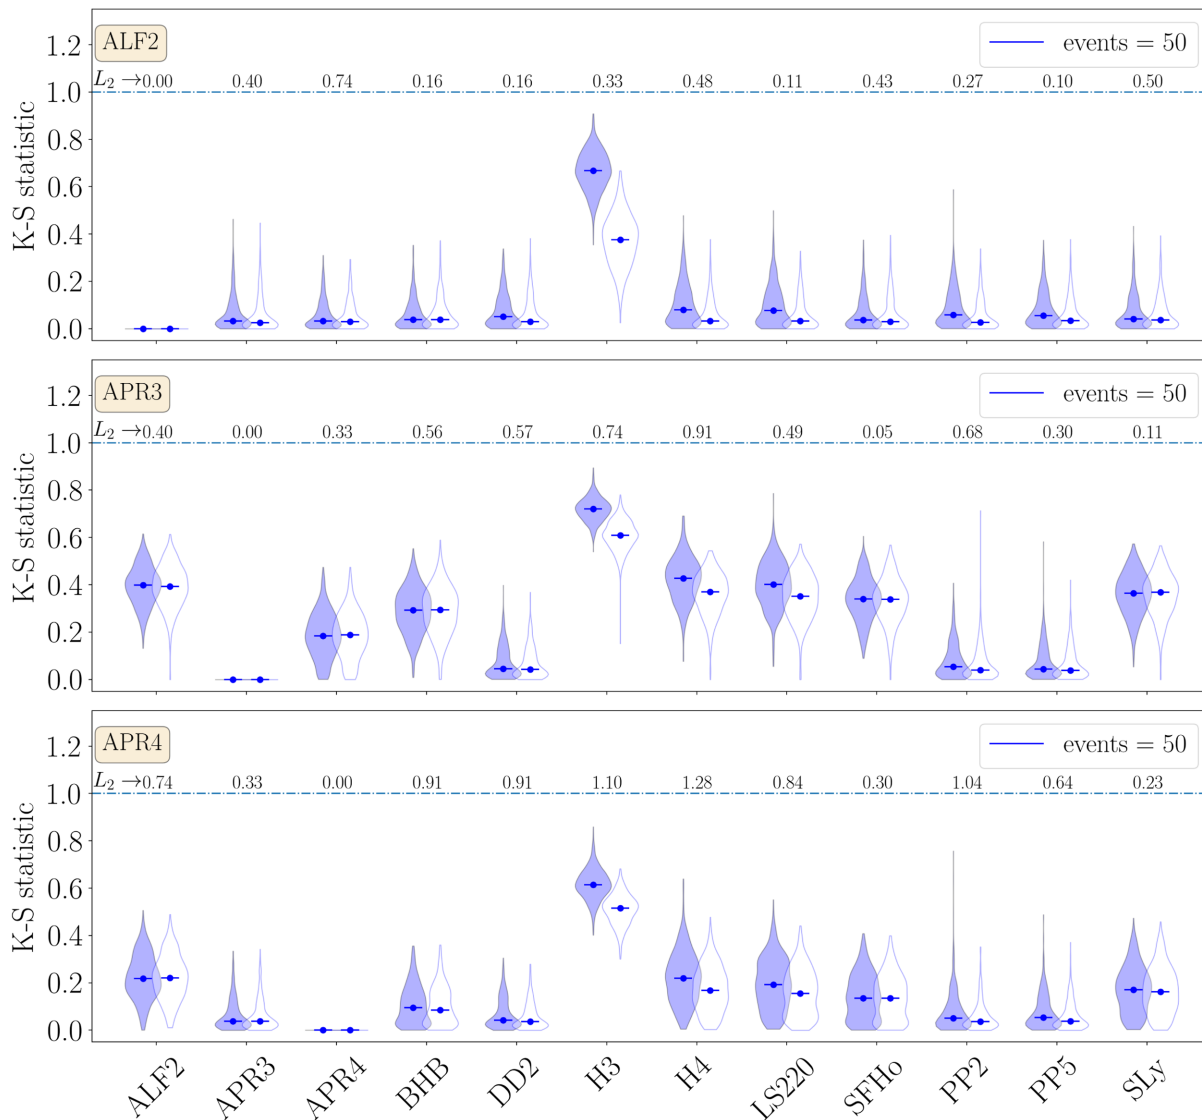 ALF2
events = 50
L₂ → 0.00 0.40 0.74 0.16 0.16 0.33 0.48 0.11 0.43 0.27 0.10 0.50
1.2
1.0
0.8
0.6
0.4
0.2
0.0
K-S statistic
APR3
events = 50
L₂ → 0.40 0.00 0.33 0.56 0.57 0.74 0.91 0.49 0.05 0.68 0.30 0.11
1.2
1.0
0.8
0.6
0.4
0.2
0.0
K-S statistic
APR4
events = 50
L₂ → 0.74 0.33 0.00 0.91 0.91 1.10 1.28 0.84 0.30 1.04 0.64 0.23
1.2
1.0
0.8
0.6
0.4
0.2
0.0
K-S statistic
ALF2 APR3 APR4 BHB DD2 H3 H4 LS220 SFHo PP2 PP5 SLy